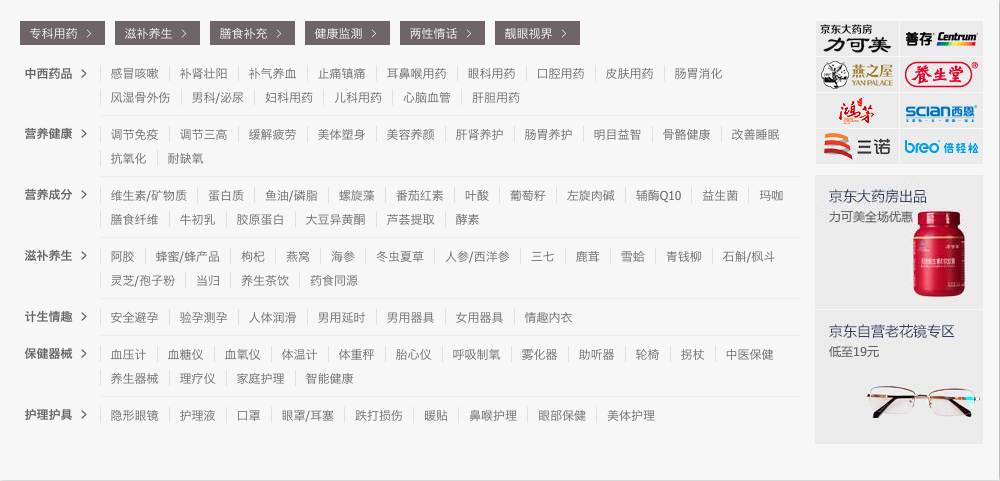 专科用药 > 滋补养生 > 膳食补充 > 健康监测 > 两性情话 > 靓眼视界 >
中西药品 > 感冒咳嗽 补肾壮阳 补气养血 止痛镇痛 耳鼻喉用药 眼科用药 口腔用药 皮肤用药 肠胃消化
风湿骨外伤 男科/泌尿 妇科用药 儿科用药 心脑血管 肝胆用药
营养健康 > 调节免疫 调节三高 缓解疲劳 美体塑身 美容养颜 肝肾养护 肠胃养护 明目益智 骨骼健康 改善睡眠
抗氧化 耐缺氧
营养成分 > 维生素/矿物质 蛋白质 鱼油/磷脂 螺旋藻 番茄红素 叶酸 葡萄籽 左旋肉碱 辅酶Q10 益生菌 玛咖
膳食纤维 牛初乳 胶原蛋白 大豆异黄酮 芦荟提取 酵素
滋补养生 > 阿胶 蜂蜜/蜂产品 枸杞 燕窝 海参 冬虫夏草 人参/西洋参 三七 鹿茸 雪蛤 青钱柳 石斛/枫斗
灵芝/孢子粉 当归 养生茶饮 药食同源
计生情趣 > 安全避孕 验孕测孕 人体润滑 男用延时 男用器具 女用器具 情趣内衣
保健器械 > 血压计 血糖仪 血氧仪 体温计 体重秤 胎心仪 呼吸制氧 雾化器 助听器 轮椅 拐杖 中医保健
养生器械 理疗仪 家庭护理 智能健康
护理护具 > 隐形眼镜 护理液 口罩 眼罩/耳塞 跌打损伤 暖贴 鼻喉护理 眼部保健 美体护理
京东大药房
力可美
善存 Centrum
燕之屋
YAN PALACE
養生堂®
鸿茅
SCIAN西恩
三诺
breo 倍轻松
京东大药房出品
力可美全场优惠
京东自营老花镜专区
低至19元